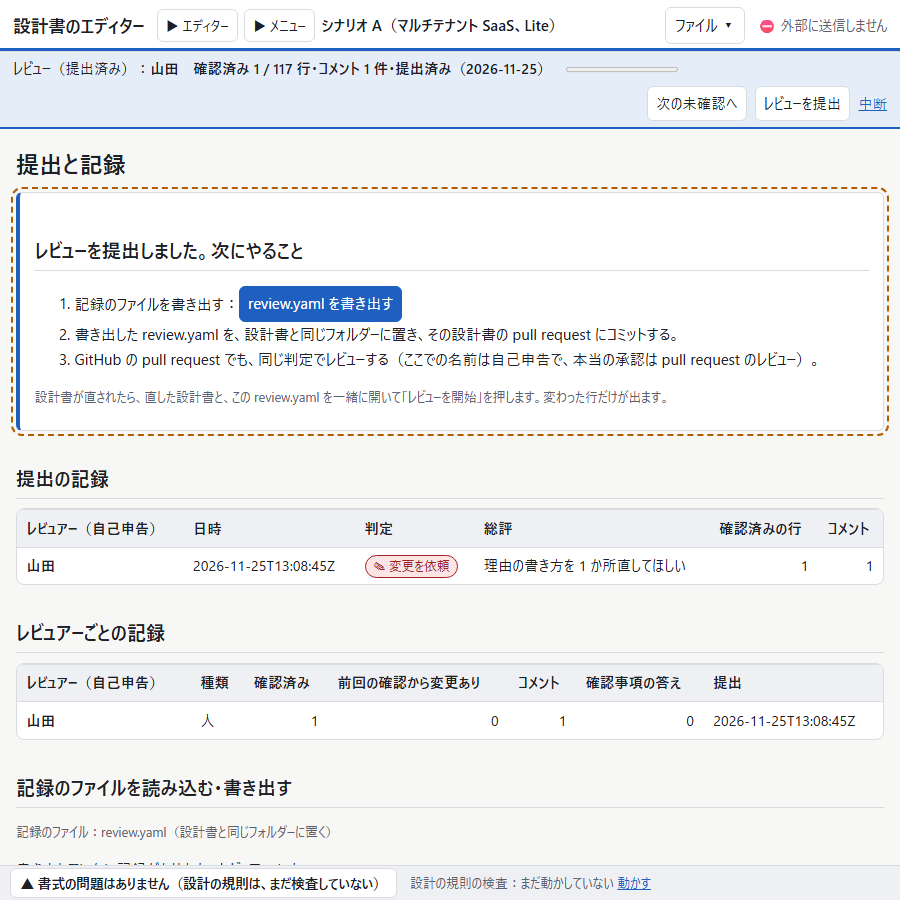 設計書のエディター ▶ エディター ▶ メニュー シナリオ A（マルチテナント SaaS、Lite） ファイル ▼ 外部に送信しません
レビュー（提出済み）：山田 確認済み 1 / 117 行・コメント 1 件・提出済み（2026-11-25）
次の未確認へ レビューを提出 中断
提出と記録
レビューを提出しました。次にやること
1. 記録のファイルを書き出す： review.yaml を書き出す
2. 書き出した review.yaml を、設計書と同じフォルダーに置き、その設計書の pull request にコミットする。
3. GitHub の pull request でも、同じ判定でレビューする（ここでの名前は自己申告で、本当の承認は pull request のレビュー）。
設計書が直されたら、直した設計書と、この review.yaml を一緒に開いて「レビューを開始」を押します。変わった行だけが出ます。
提出の記録
レビュアー（自己申告） 日時 判定 総評 確認済みの行 コメント
山田 2026-11-25T13:08:45Z ✎ 変更を依頼 理由の書き方を 1 か所直してほしい 1 1
レビュアーごとの記録
レビュアー（自己申告） 種類 確認済み 前回の確認から変更あり コメント 確認事項の答え 提出
山田 人 1 0 1 0 2026-11-25T13:08:45Z
記録のファイルを読み込む・書き出す
記録のファイル：review.yaml（設計書と同じフォルダーに置く）
▲ 書式の問題はありません（設計の規則は、まだ検査していない） 設計の規則の検査：まだ動かしていない 動かす